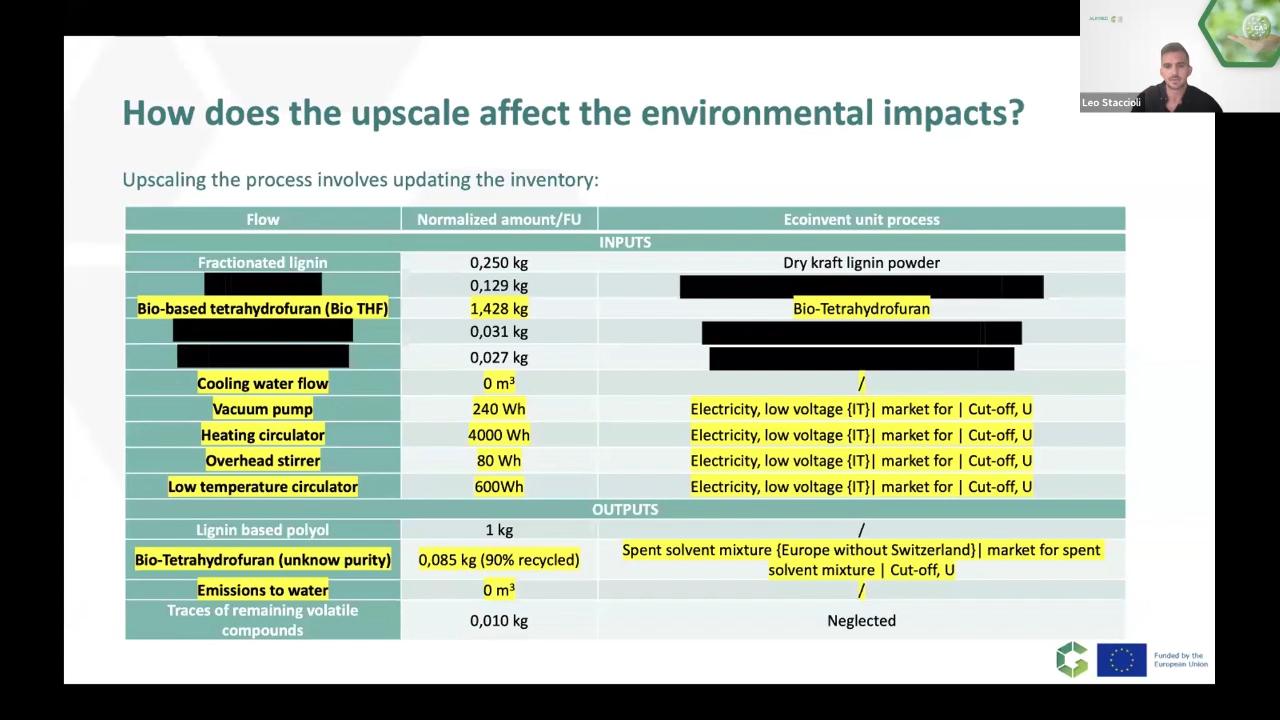 Leo Staccioli
How does the upscale affect the environmental impacts?
Upscaling the process involves updating the inventory:
Flow Normalized amount/FU Ecoinvent unit process
INPUTS
Fractionated lignin 0,250 kg Dry kraft lignin powder
0,129 kg
Bio-based tetrahydrofuran (Bio THF) 1,428 kg Bio-Tetrahydrofuran
0,031 kg
0,027 kg
Cooling water flow 0 m³ /
Vacuum pump 240 Wh Electricity, low voltage {IT}| market for | Cut-off, U
Heating circulator 4000 Wh Electricity, low voltage {IT}| market for | Cut-off, U
Overhead stirrer 80 Wh Electricity, low voltage {IT}| market for | Cut-off, U
Low temperature circulator 600Wh Electricity, low voltage {IT}| market for | Cut-off, U
OUTPUTS
Lignin based polyol 1 kg /
Bio-Tetrahydrofuran (unknow purity) 0,085 kg (90% recycled) Spent solvent mixture {Europe without Switzerland}| market for spent
solvent mixture | Cut-off, U
Emissions to water 0 m³ /
Traces of remaining volatile
compounds 0,010 kg Neglected
Funded by the
European Union